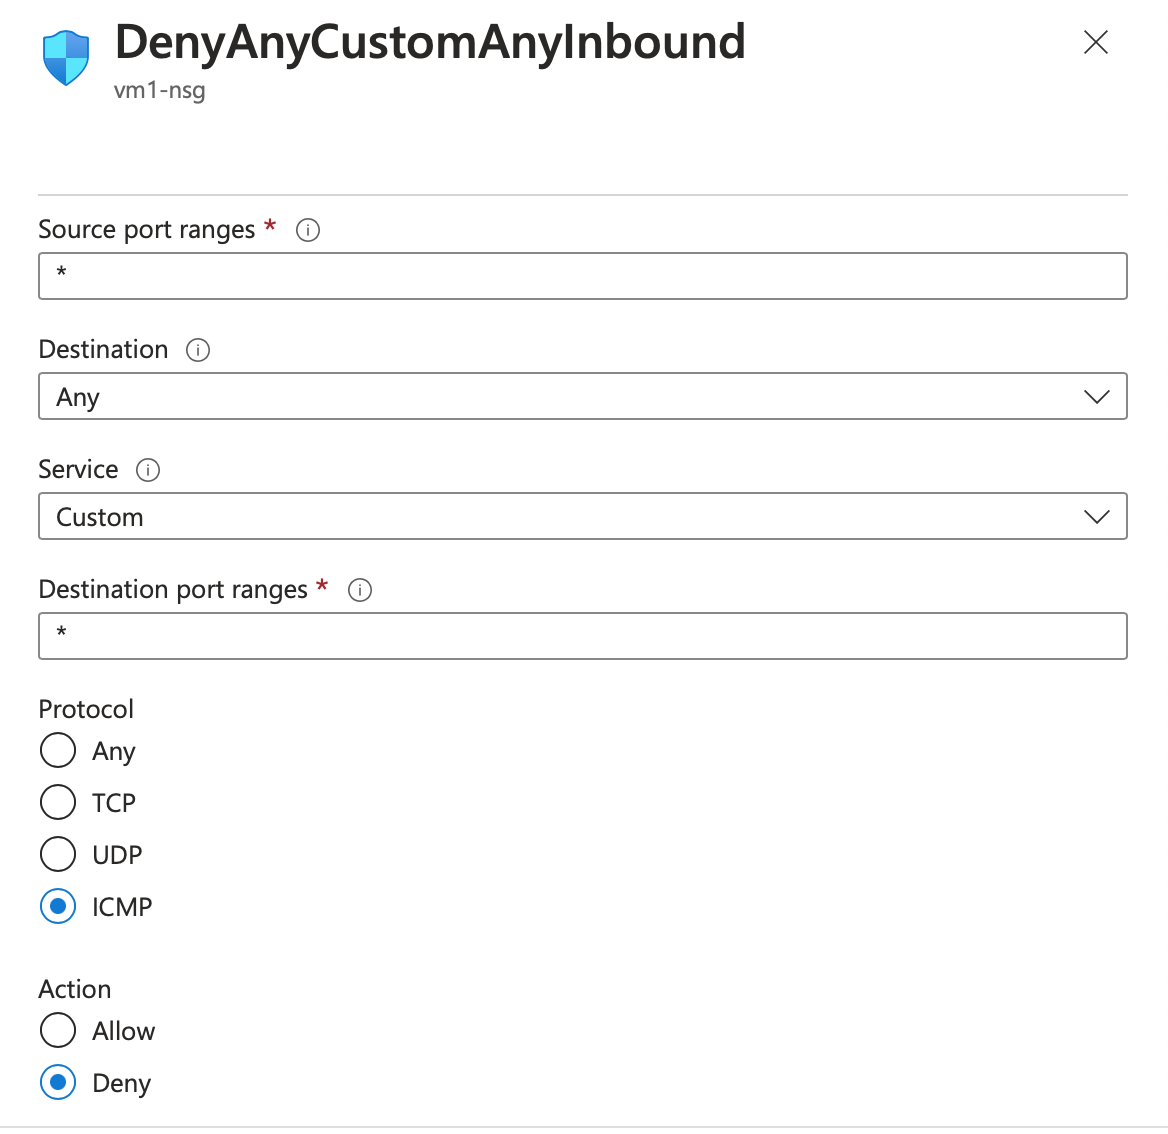 DenyAnyCustomAnyInbound
vm1-nsg
Source port ranges *
*
Destination
Any
Service
Custom
Destination port ranges *
*
Protocol
Any
TCP
UDP
ICMP
Action
Allow
Deny